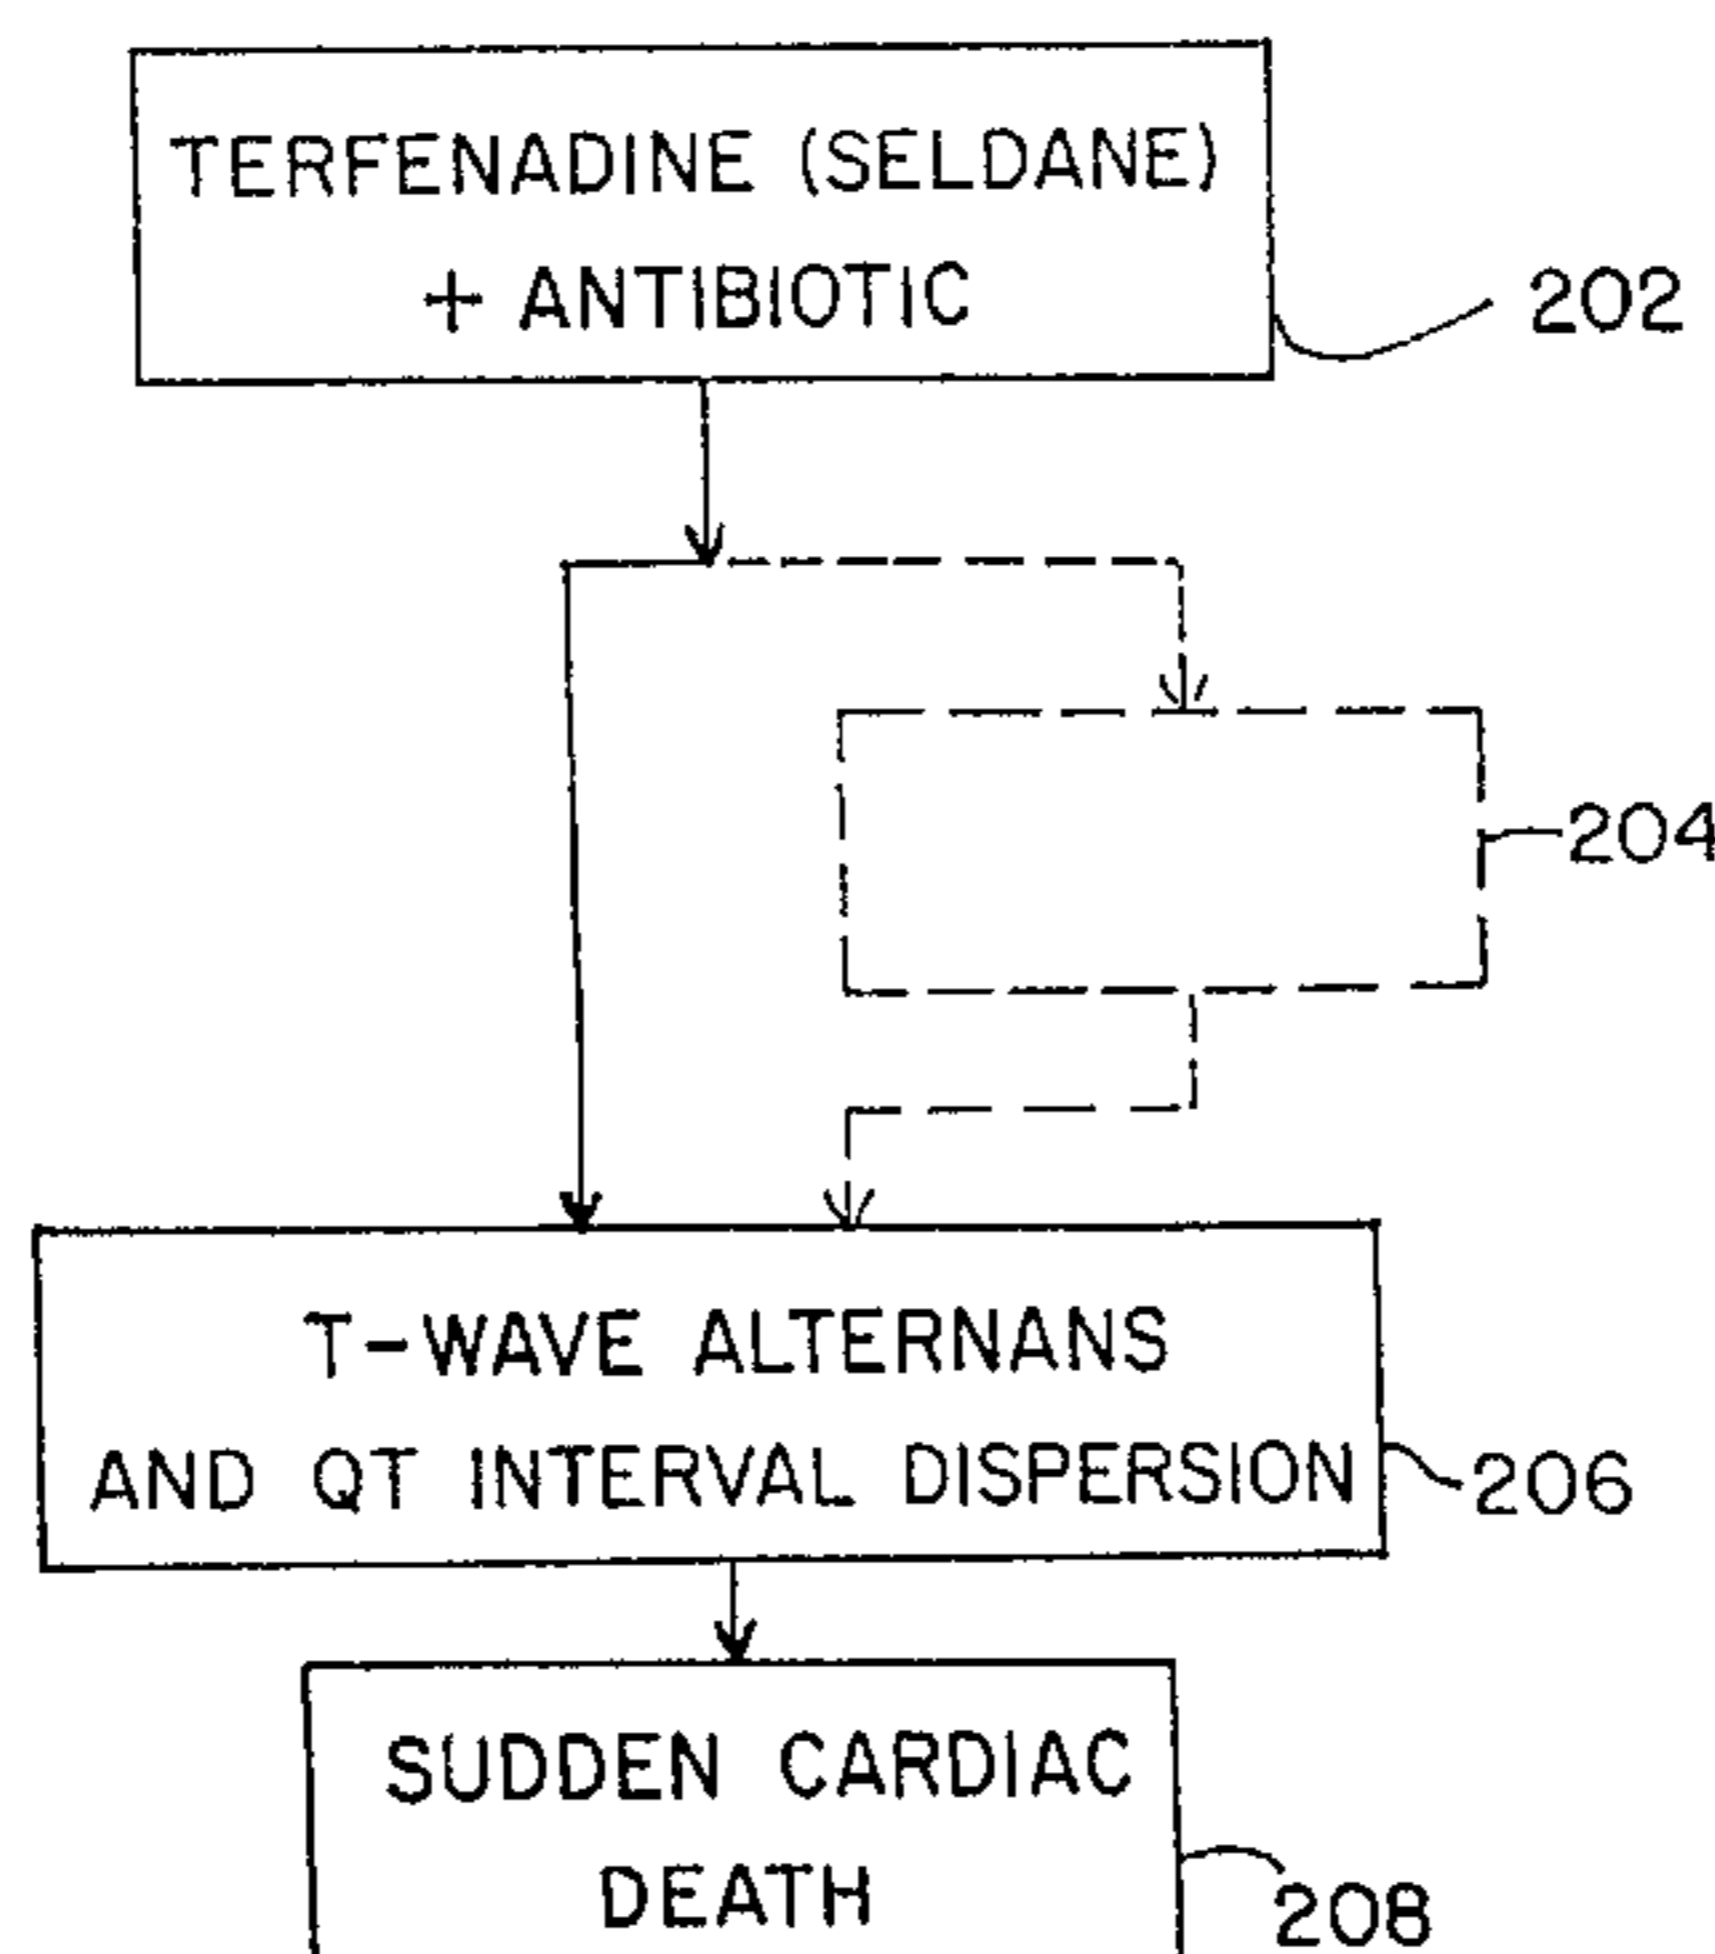 TERFENADINE (SELDANE)
+ ANTIBIOTIC
202
204
T-WAVE ALTERNANS
AND QT INTERVAL DISPERSION
206
SUDDEN CARDIAC
DEATH
208